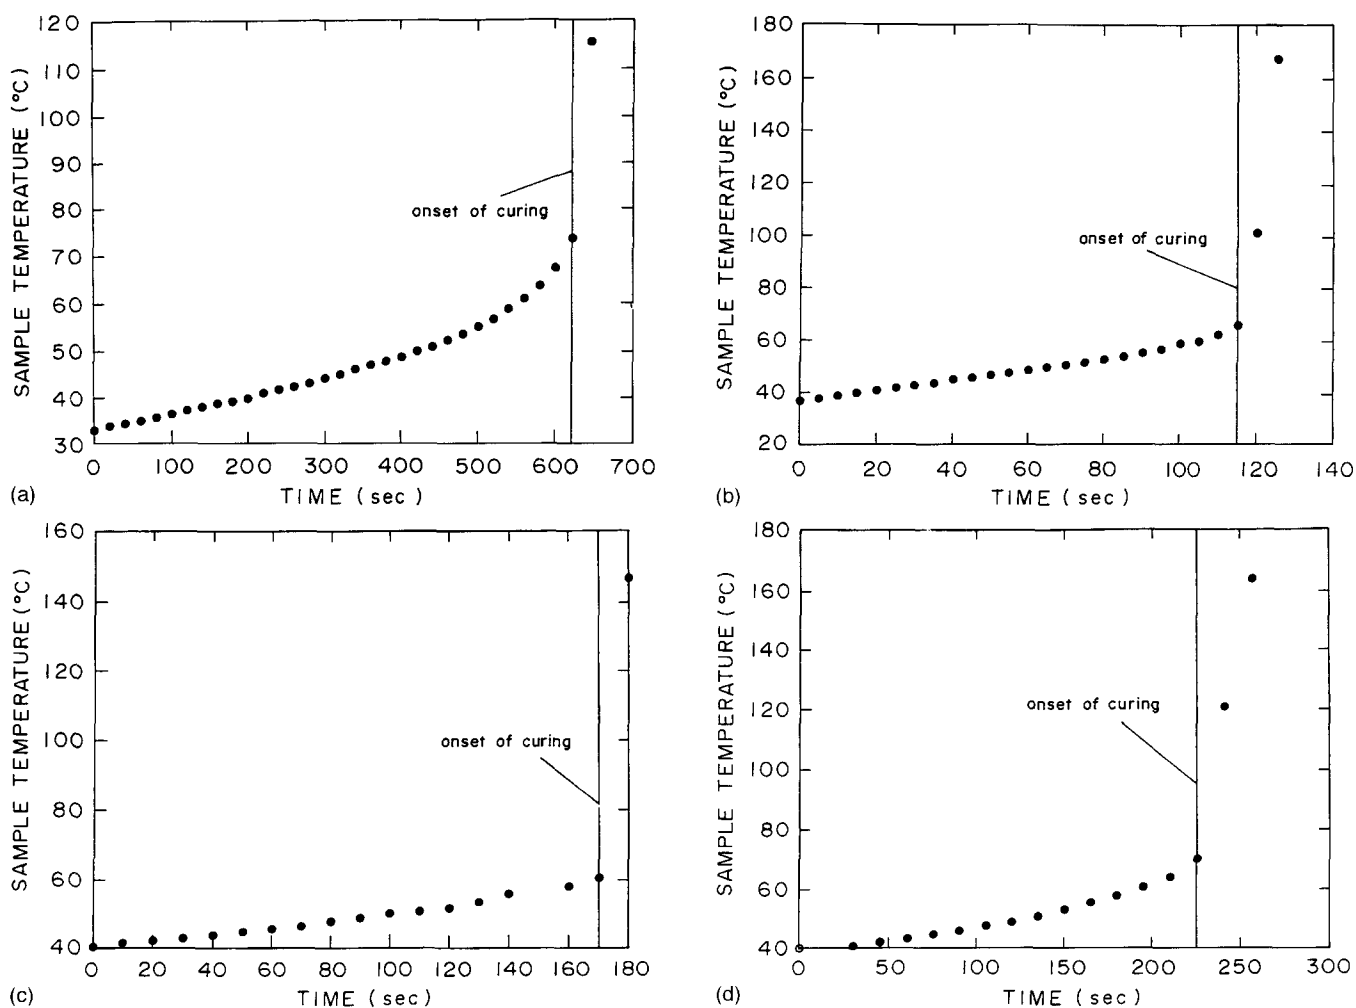 SAMPLE TEMPERATURE (°C)
120
110
100
90
80
70
60
50
40
30
onset of curing
0 100 200 300 400 500 600 700
(a)
TIME (sec)
SAMPLE TEMPERATURE (°C)
180
160
140
120
100
80
60
40
20
onset of curing
0 20 40 60 80 100 120 140
(b)
TIME (sec)
SAMPLE TEMPERATURE (°C)
160
140
120
100
80
60
40
onset of curing
0 20 40 60 80 100 120 140 160 180
(c)
TIME (sec)
SAMPLE TEMPERATURE (°C)
180
160
140
120
100
80
60
40
onset of curing
0 50 100 150 200 250 300
(d)
TIME (sec)